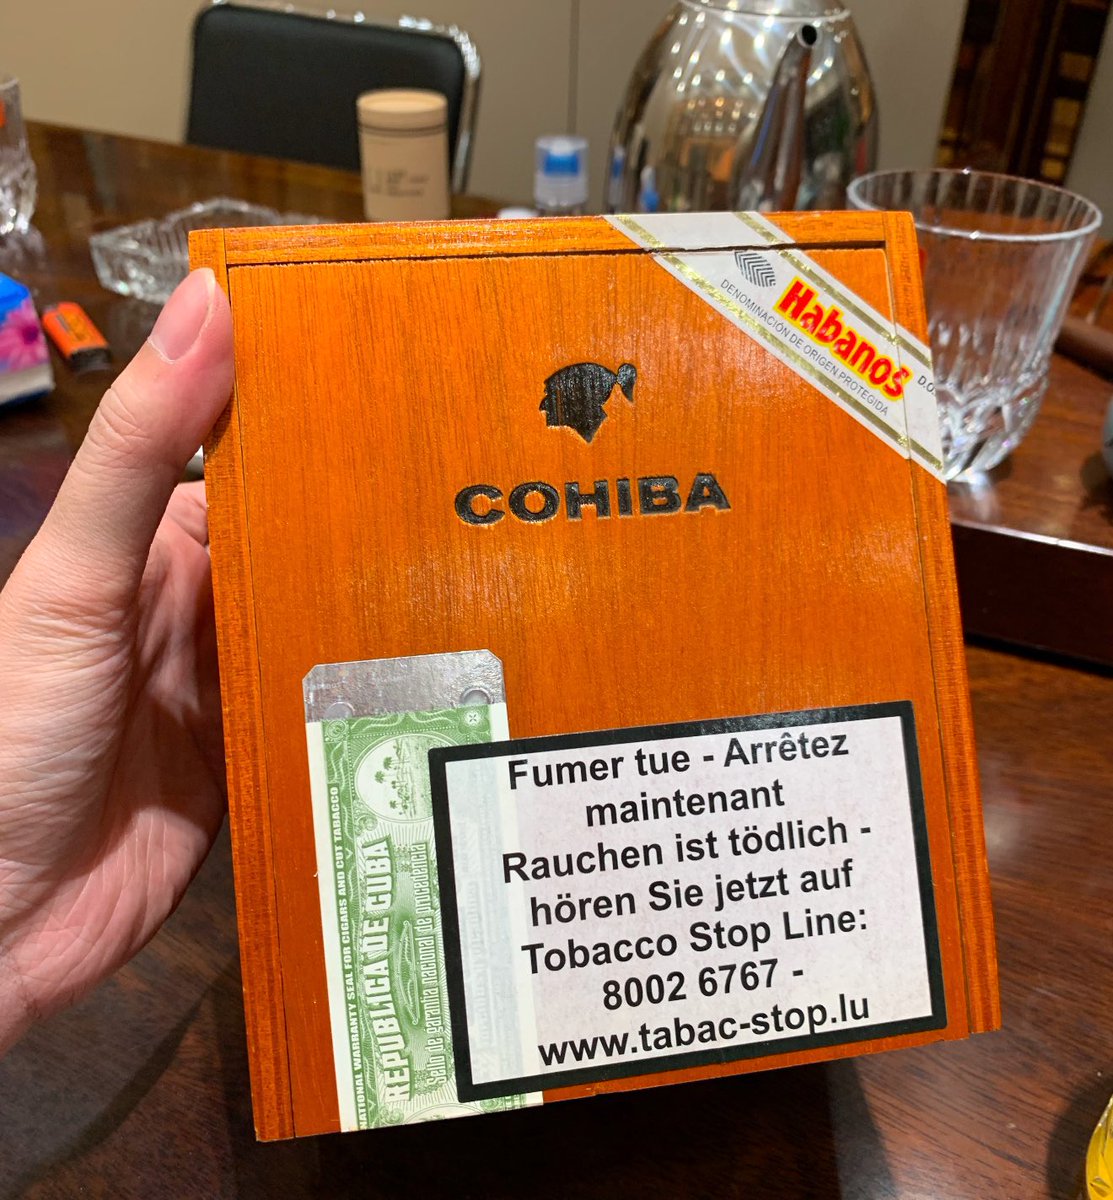 Habanos
DENOMINACIÓN DE ORIGEN PROTEGIDA
D.O.
COHIBA
NATIONAL WARRANTY SEAL FOR CIGARS AND CUT TABACCO
REPUBLICA DE CUBA
Sello de garantia nacional de procedencia
Fumer tue - Arrêtez
maintenant
Rauchen ist tödlich -
hören Sie jetzt auf
Tobacco Stop Line:
8002 6767 -
www.tabac-stop.lu